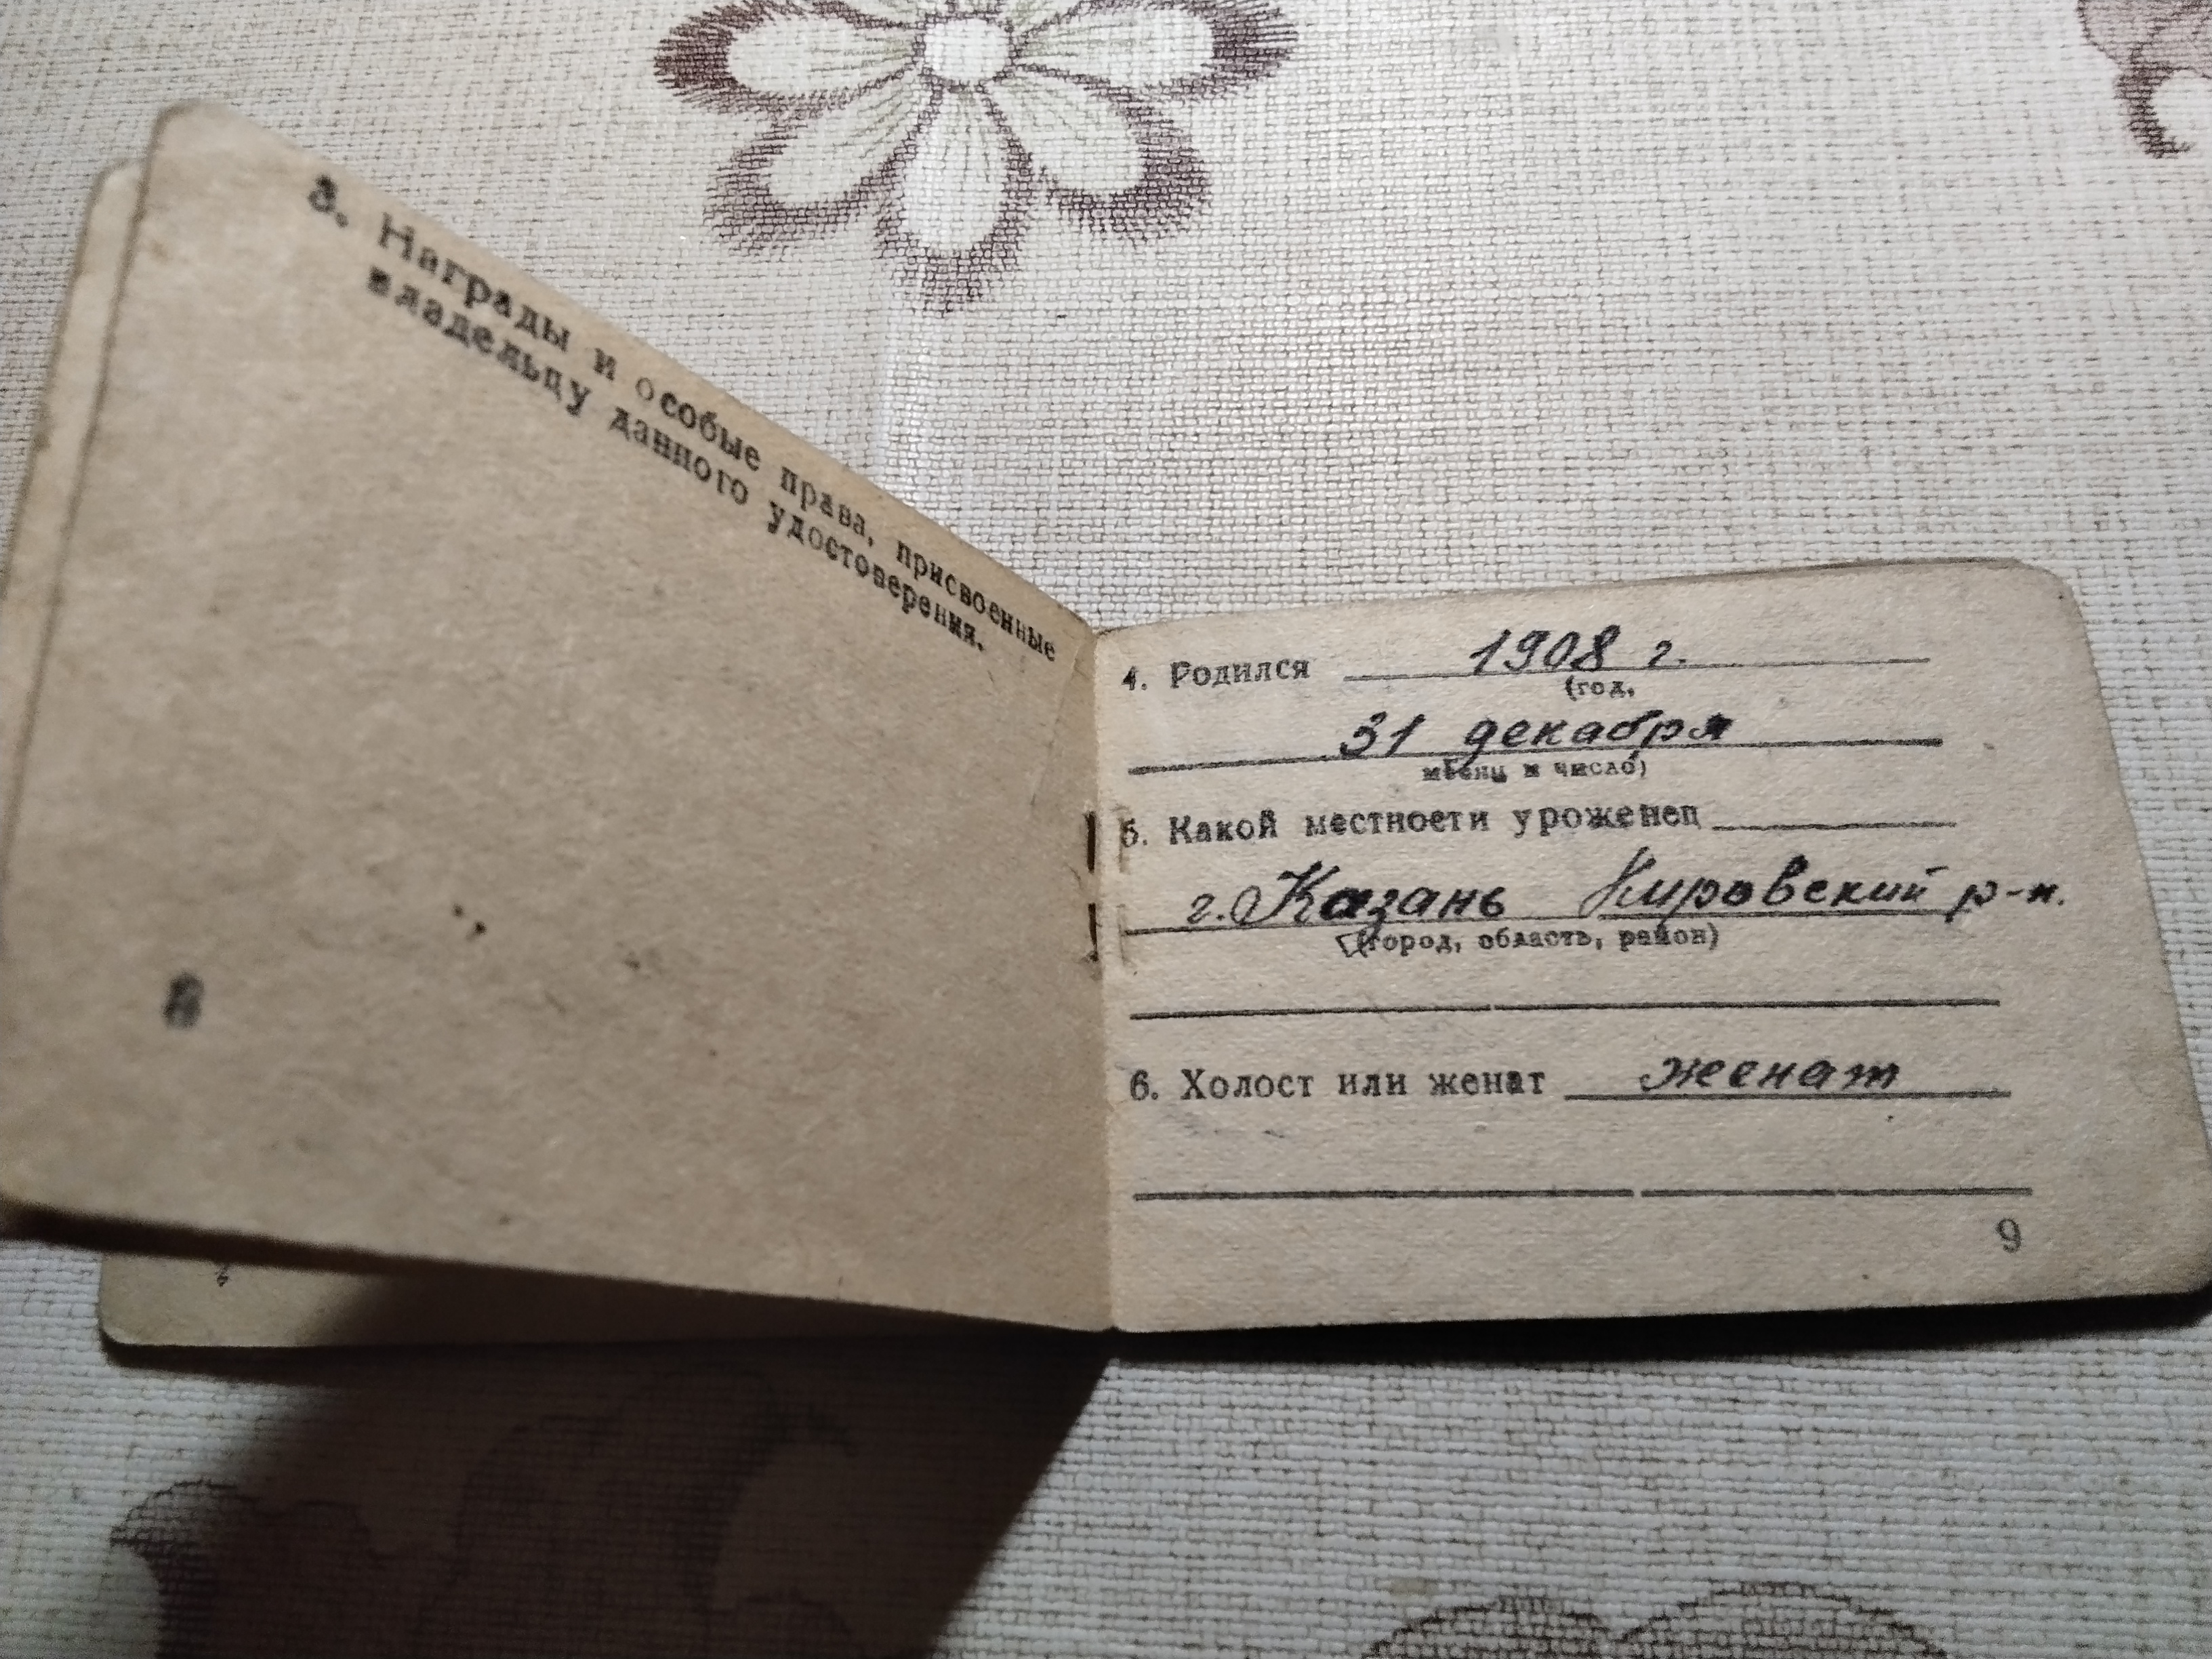 3. Награды и особые права, присвоенные
владельцу данного удостоверения.
8
4. Родился 1908 г.
(год,
31 декабря
месяц и число)
5. Какой местности уроженец
г. Казань Кировский р-н.
(город, область, район)
6. Холост или женат женат
9